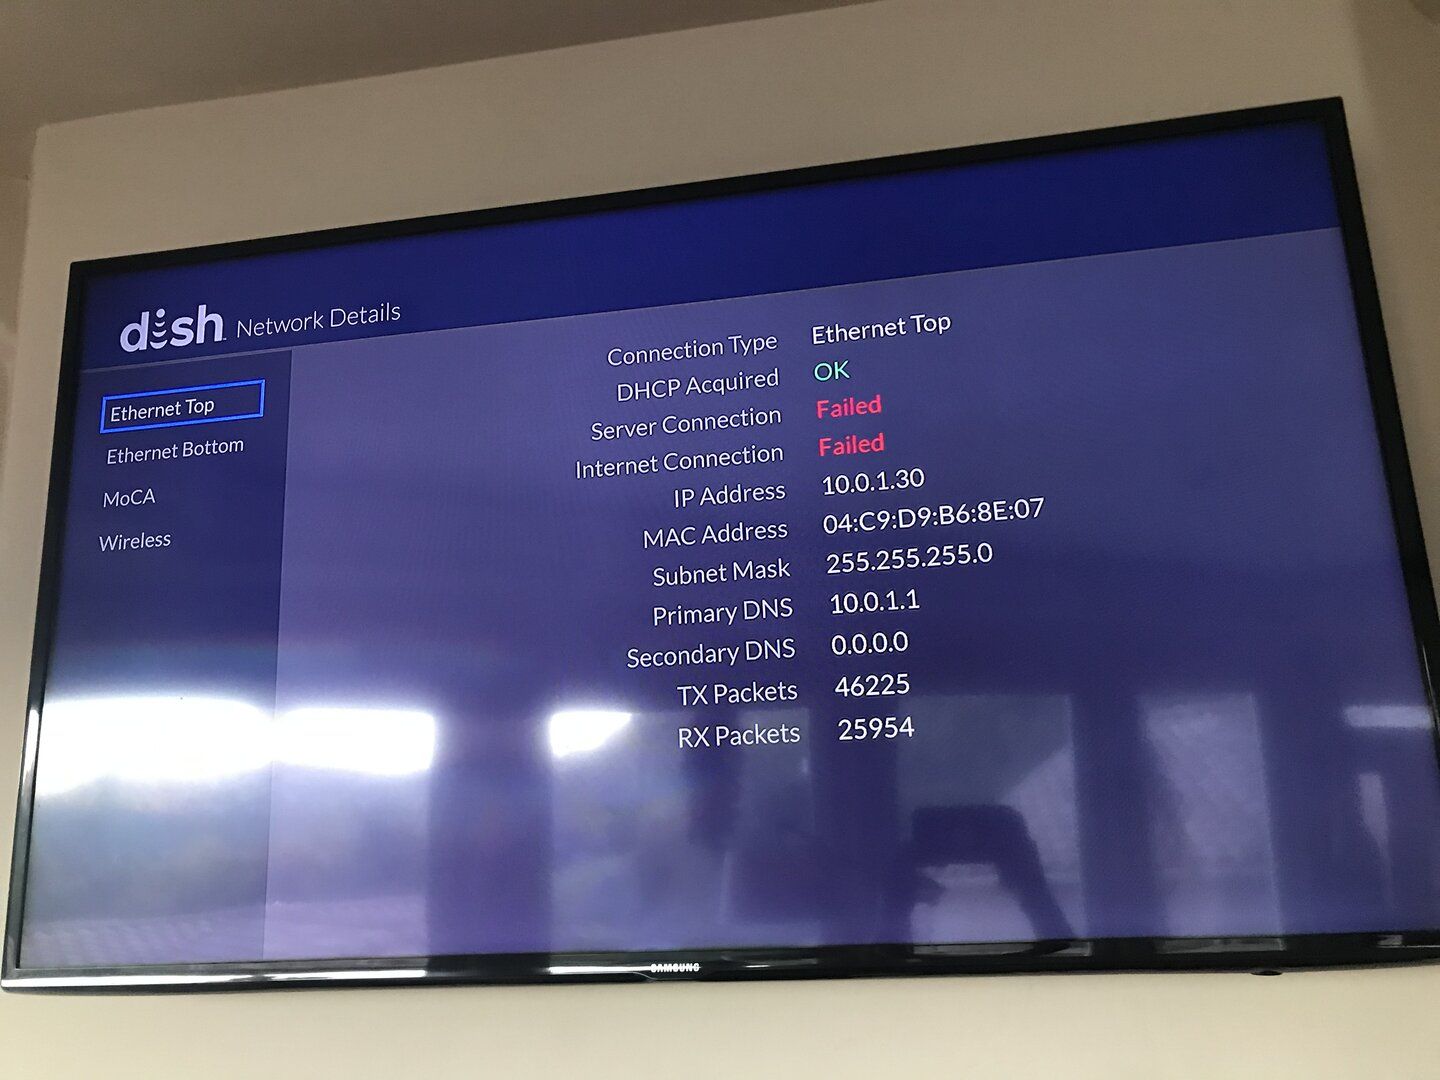 dish Network Details
Ethernet Top
Ethernet Bottom
MoCA
Wireless
Connection Type Ethernet Top
DHCP Acquired OK
Server Connection Failed
Internet Connection Failed
IP Address 10.0.1.30
MAC Address 04:C9:D9:B6:8E:07
Subnet Mask 255.255.255.0
Primary DNS 10.0.1.1
Secondary DNS 0.0.0.0
TX Packets 46225
RX Packets 25954
SAMSUNG